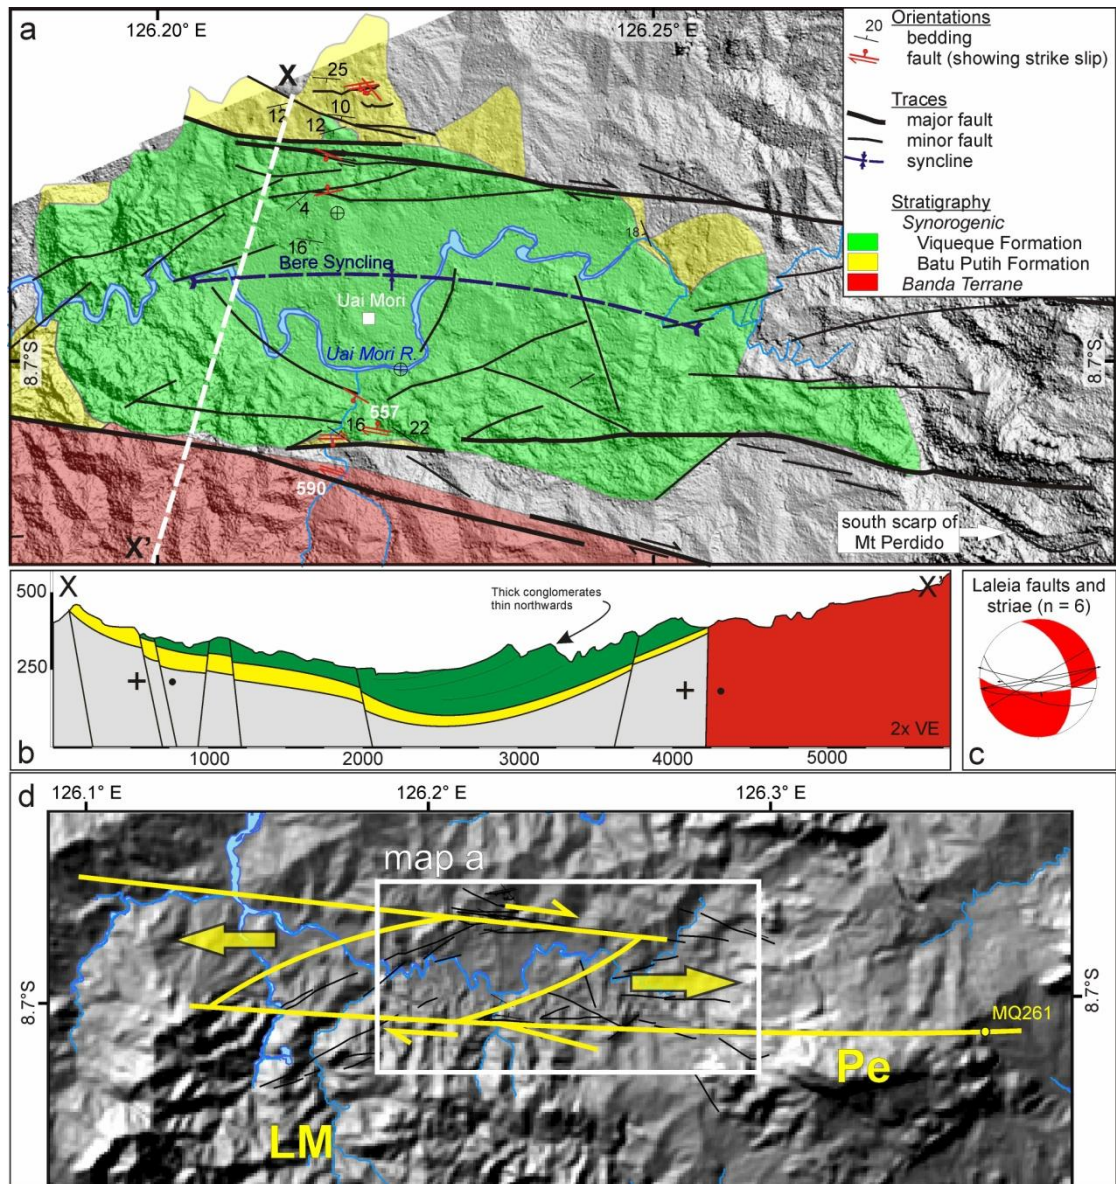 a
126.20° E
126.25° E
X
25
12
10
12
4
16
18
Bere Syncline
Uai Mori
Uai Mori R.
8.7°S
8.7°S
557
16
22
590
X'
south scarp of
Mt Perdido
Orientations
20
bedding
fault (showing strike slip)
Traces
major fault
minor fault
syncline
Stratigraphy
Synorogenic
Viqueque Formation
Batu Putih Formation
Banda Terrane
X
X'
500
250
Thick conglomerates
thin northwards
2x VE
b
1000
2000
3000
4000
5000
Laleia faults and
striae (n = 6)
c
d
126.1° E
126.2° E
126.3° E
map a
8.7°S
8.7°S
MQ261
Pe
LM